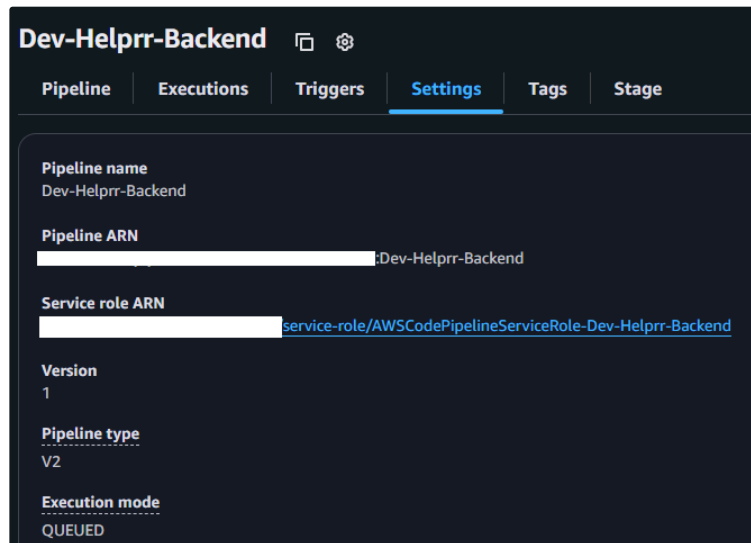 Dev-Helprr-Backend
Pipeline Executions Triggers Settings Tags Stage
Pipeline name
Dev-Helprr-Backend
Pipeline ARN
:Dev-Helprr-Backend
Service role ARN
service-role/AWSCodePipelineServiceRole-Dev-Helprr-Backend
Version
1
Pipeline type
V2
Execution mode
QUEUED